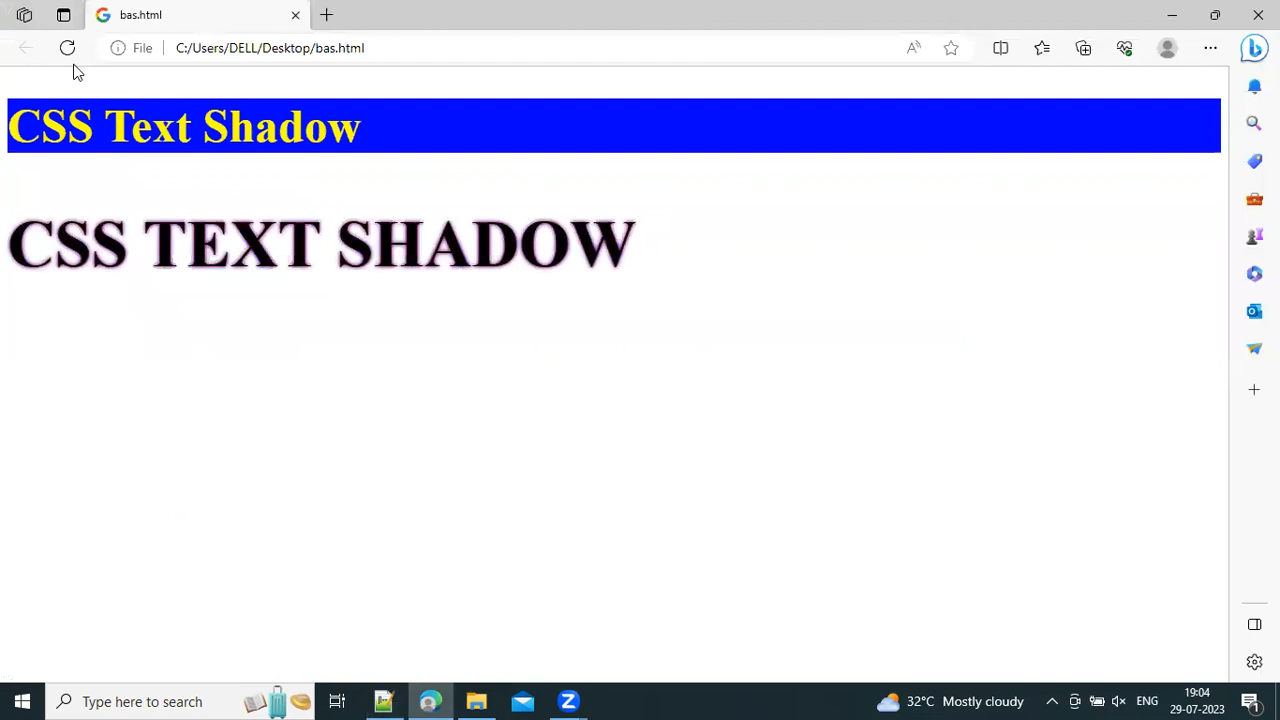 bas.html
File
C:/Users/DELL/Desktop/bas.html
CSS Text Shadow
CSS TEXT SHADOW
Type here to search
32°C Mostly cloudy
ENG
19:04
29-07-2023
1